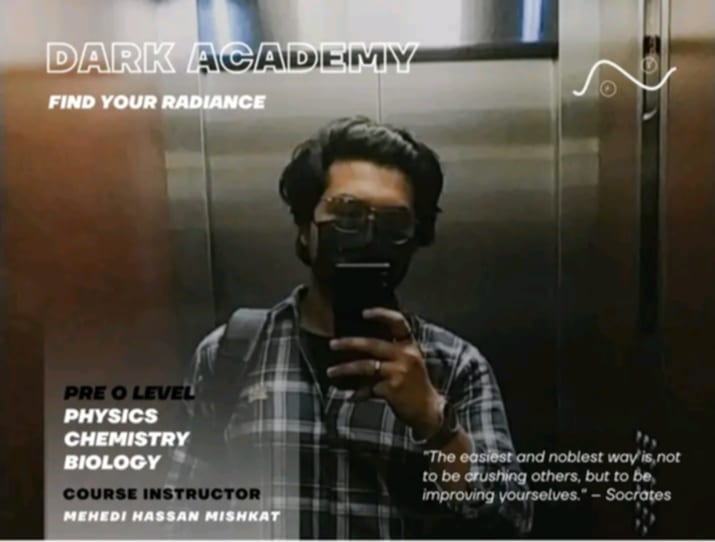 DARK ACADEMY
FIND YOUR RADIANCE
PRE O LEVEL
PHYSICS
CHEMISTRY
BIOLOGY
COURSE INSTRUCTOR
MEHEDI HASSAN MISHKAT
"The easiest and noblest way is not
to be crushing others, but to be
improving yourselves." – Socrates